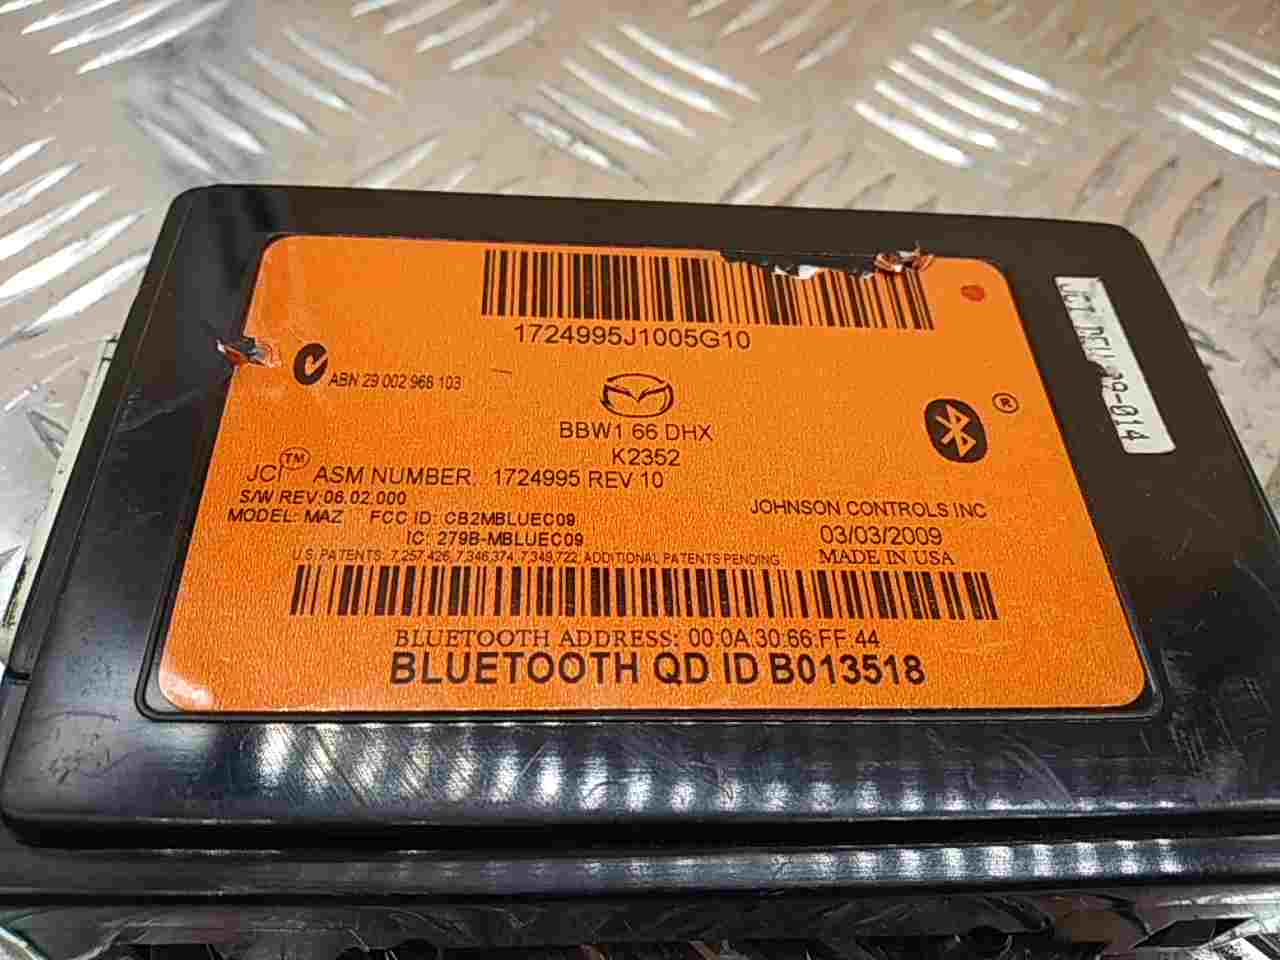 1724995J1005G10
ABN 29 002 968 103
BBW1 66 DHX
K2352
®
JCI™ ASM NUMBER. 1724995 REV 10
S/W REV:06.02.000
MODEL: MAZ FCC ID: CB2MBLUEC09
IC: 279B-MBLUEC09
JOHNSON CONTROLS INC
03/03/2009
MADE IN USA
U.S. PATENTS: 7,257,426, 7,346,374, 7,349,722, ADDITIONAL PATENTS PENDING
BLUETOOTH ADDRESS: 00:0A:30:66:FF:44
BLUETOOTH QD ID B013518